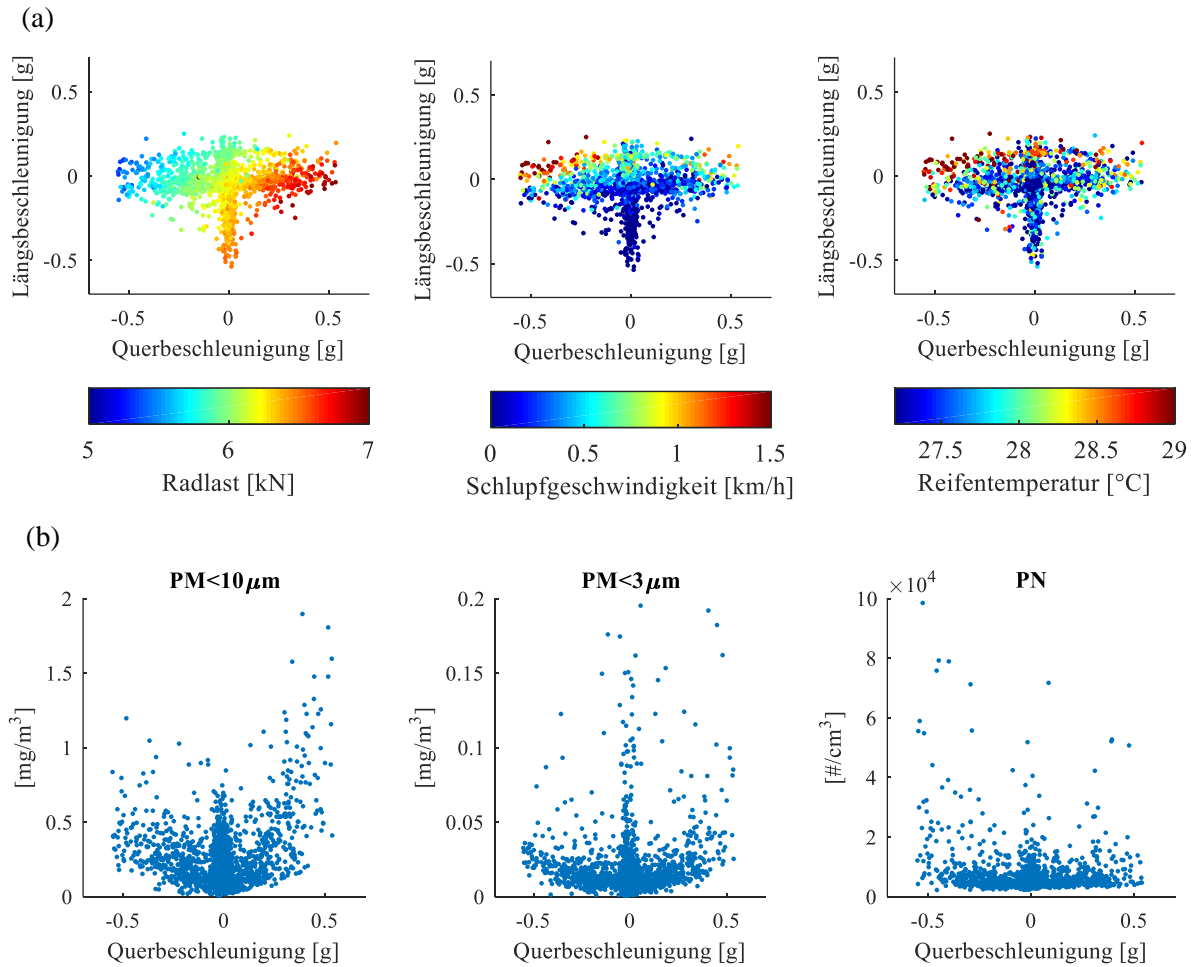 (a)
Längsbeschleunigung [g]
0.5
0
-0.5
-0.5 0 0.5
Querbeschleunigung [g]
5 6 7
Radlast [kN]
Längsbeschleunigung [g]
0.5
0
-0.5
-0.5 0 0.5
Querbeschleunigung [g]
0 0.5 1 1.5
Schlupfgeschwindigkeit [km/h]
Längsbeschleunigung [g]
0.5
0
-0.5
-0.5 0 0.5
Querbeschleunigung [g]
27.5 28 28.5 29
Reifentemperatur [°C]
(b)
PM<10μm
[mg/m³]
2
1.5
1
0.5
0
-0.5 0 0.5
Querbeschleunigung [g]
PM<3μm
[mg/m³]
0.2
0.15
0.1
0.05
0
-0.5 0 0.5
Querbeschleunigung [g]
PN
×10⁴
[#/cm³]
10
8
6
4
2
0
-0.5 0 0.5
Querbeschleunigung [g]